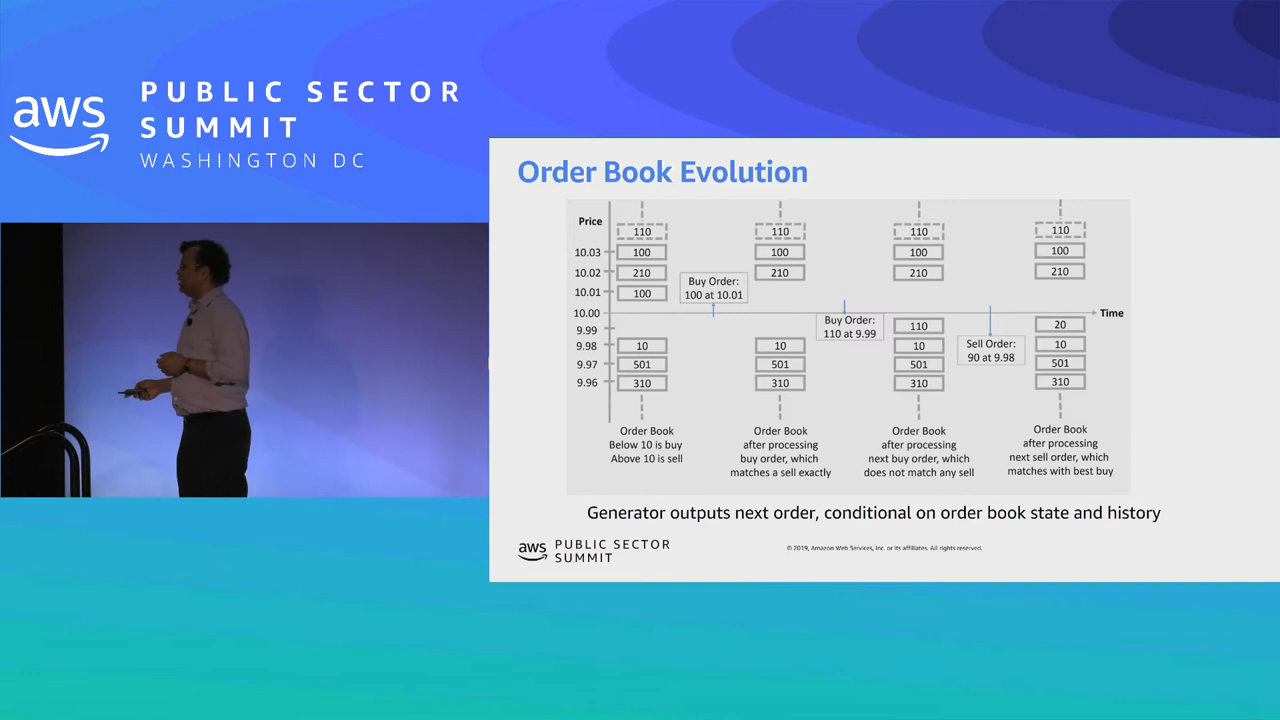 aws
PUBLIC SECTOR
SUMMIT
WASHINGTON DC
Order Book Evolution
Price
10.03
10.02
10.01
10.00
9.99
9.98
9.97
9.96
110
100
210
100
10
501
310
Buy Order:
100 at 10.01
110
100
210
10
501
310
Buy Order:
110 at 9.99
110
100
210
110
10
501
310
Sell Order:
90 at 9.98
110
100
210
20
10
501
310
Time
Order Book
Below 10 is buy
Above 10 is sell
Order Book
after processing
buy order, which
matches a sell exactly
Order Book
after processing
next buy order, which
does not match any sell
Order Book
after processing
next sell order, which
matches with best buy
Generator outputs next order, conditional on order book state and history
aws
PUBLIC SECTOR
SUMMIT
© 2019, Amazon Web Services, Inc. or its affiliates. All rights reserved.